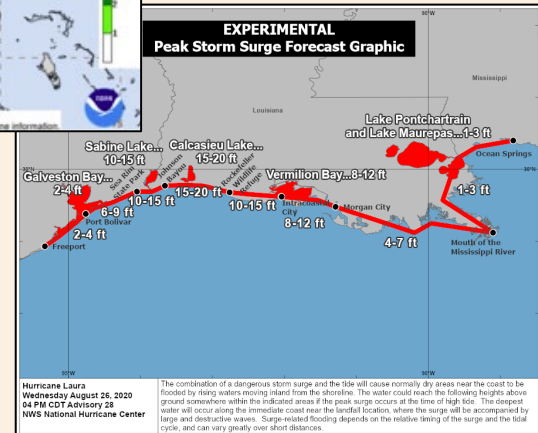 2
1
noaa
ne information.
EXPERIMENTAL
Peak Storm Surge Forecast Graphic
90°W
Mississippi
Louisiana
Lake Pontchartrain
and Lake Maurepas...1-3 ft
Ocean Springs
Sabine Lake...
10-15 ft
Calcasieu Lake...
15-20 ft
Sea Rim
State Park
Johnson
Bayou
Rockefeller
Wildlife
Refuge
30°N
Galveston Bay...
2-4 ft
Vermilion Bay...8-12 ft
1-3 ft
15-20 ft
10-15 ft
10-15 ft
6-9 ft
Port Bolivar
Intracoastal
City
Morgan City
8-12 ft
2-4 ft
Freeport
4-7 ft
Mouth of the
Mississippi River
95°W
90°W
Hurricane Laura
Wednesday August 26, 2020
04 PM CDT Advisory 28
NWS National Hurricane Center
The combination of a dangerous storm surge and the tide will cause normally dry areas near the coast to be
flooded by rising waters moving inland from the shoreline. The water could reach the following heights above
ground somewhere within the indicated areas if the peak surge occurs at the time of high tide. The deepest
water will occur along the immediate coast near the landfall location, where the surge will be accompanied by
large and destructive waves. Surge-related flooding depends on the relative timing of the surge and the tidal
cycle, and can vary greatly over short distances.